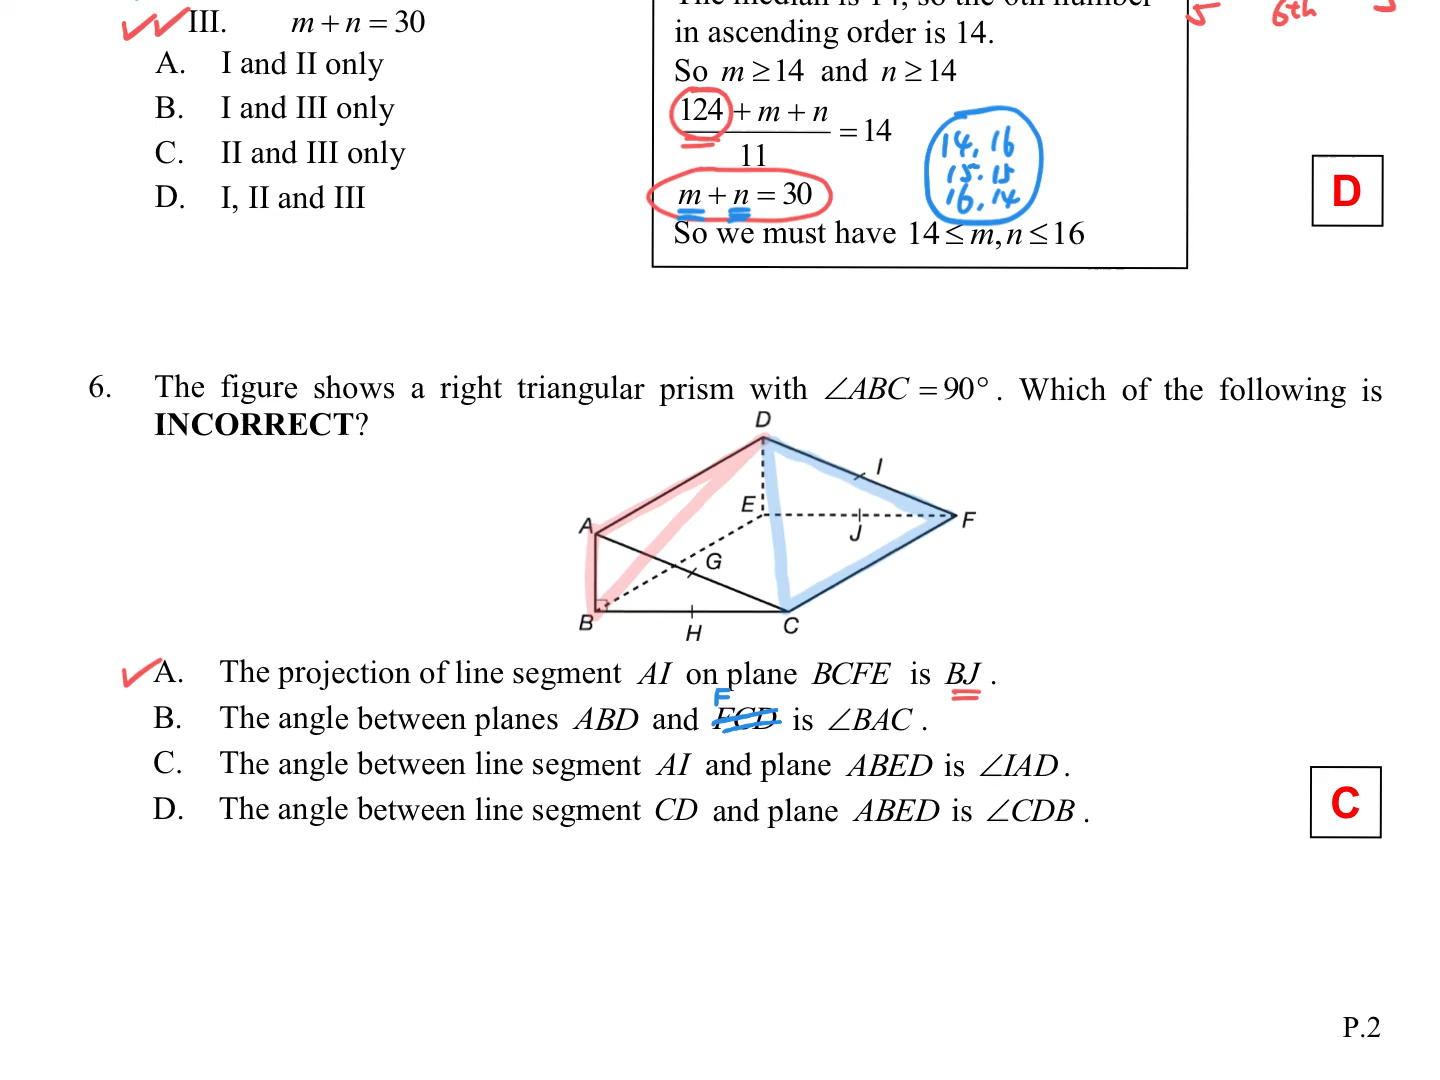 III. m + n = 30
A. I and II only
B. I and III only
C. II and III only
D. I, II and III
in ascending order is 14.
So m ≥ 14 and n ≥ 14
(124 + m + n)/11 = 14
m + n = 30
So we must have 14 ≤ m, n ≤ 16
14, 16
15. 15
16, 14
6th
5
D
6. The figure shows a right triangular prism with ∠ABC = 90°. Which of the following is
INCORRECT?
D
I
E
F
A
J
G
B
H
C
A. The projection of line segment AI on plane BCFE is BJ.
F
B. The angle between planes ABD and FCD is ∠BAC.
C. The angle between line segment AI and plane ABED is ∠IAD.
D. The angle between line segment CD and plane ABED is ∠CDB.
C
P.2